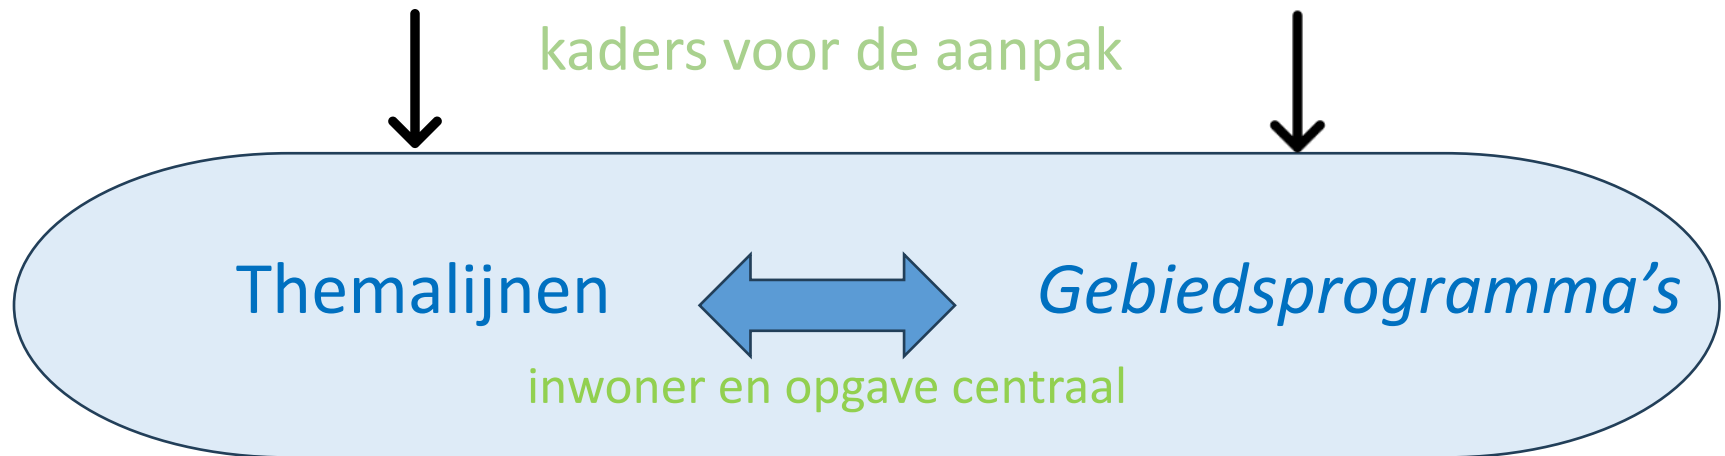 kaders voor de aanpak
Themalijnen
Gebiedsprogramma’s
inwoner en opgave centraal